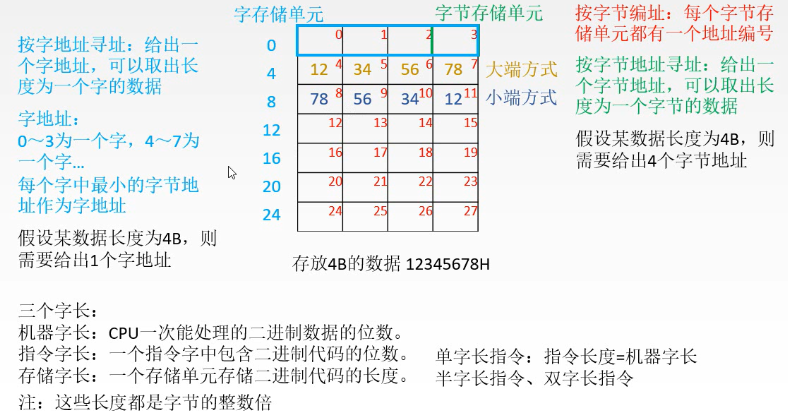 字存储单元
字节存储单元
按字节编址：每个字节存
储单元都有一个地址编号
按字地址寻址：给出一
个字地址，可以取出长
度为一个字的数据
字地址：
0～3为一个字，4～7为
一个字…
每个字中最小的字节地
址作为字地址
假设某数据长度为4B，则
需要给出1个字地址
0 0 1 2 3
4 12 4 34 5 56 6 78 7 大端方式
8 78 8 56 9 34 10 12 11 小端方式
12 12 13 14 15
16 16 17 18 19
20 20 21 22 23
24 24 25 26 27
按字节地址寻址：给出一
个字节地址，可以取出长
度为一个字节的数据
假设某数据长度为4B，则
需要给出4个字节地址
存放4B的数据 12345678H
三个字长：
机器字长：CPU一次能处理的二进制数据的位数。
指令字长：一个指令字中包含二进制代码的位数。
存储字长：一个存储单元存储二进制代码的长度。
注：这些长度都是字节的整数倍
单字长指令：指令长度=机器字长
半字长指令、双字长指令